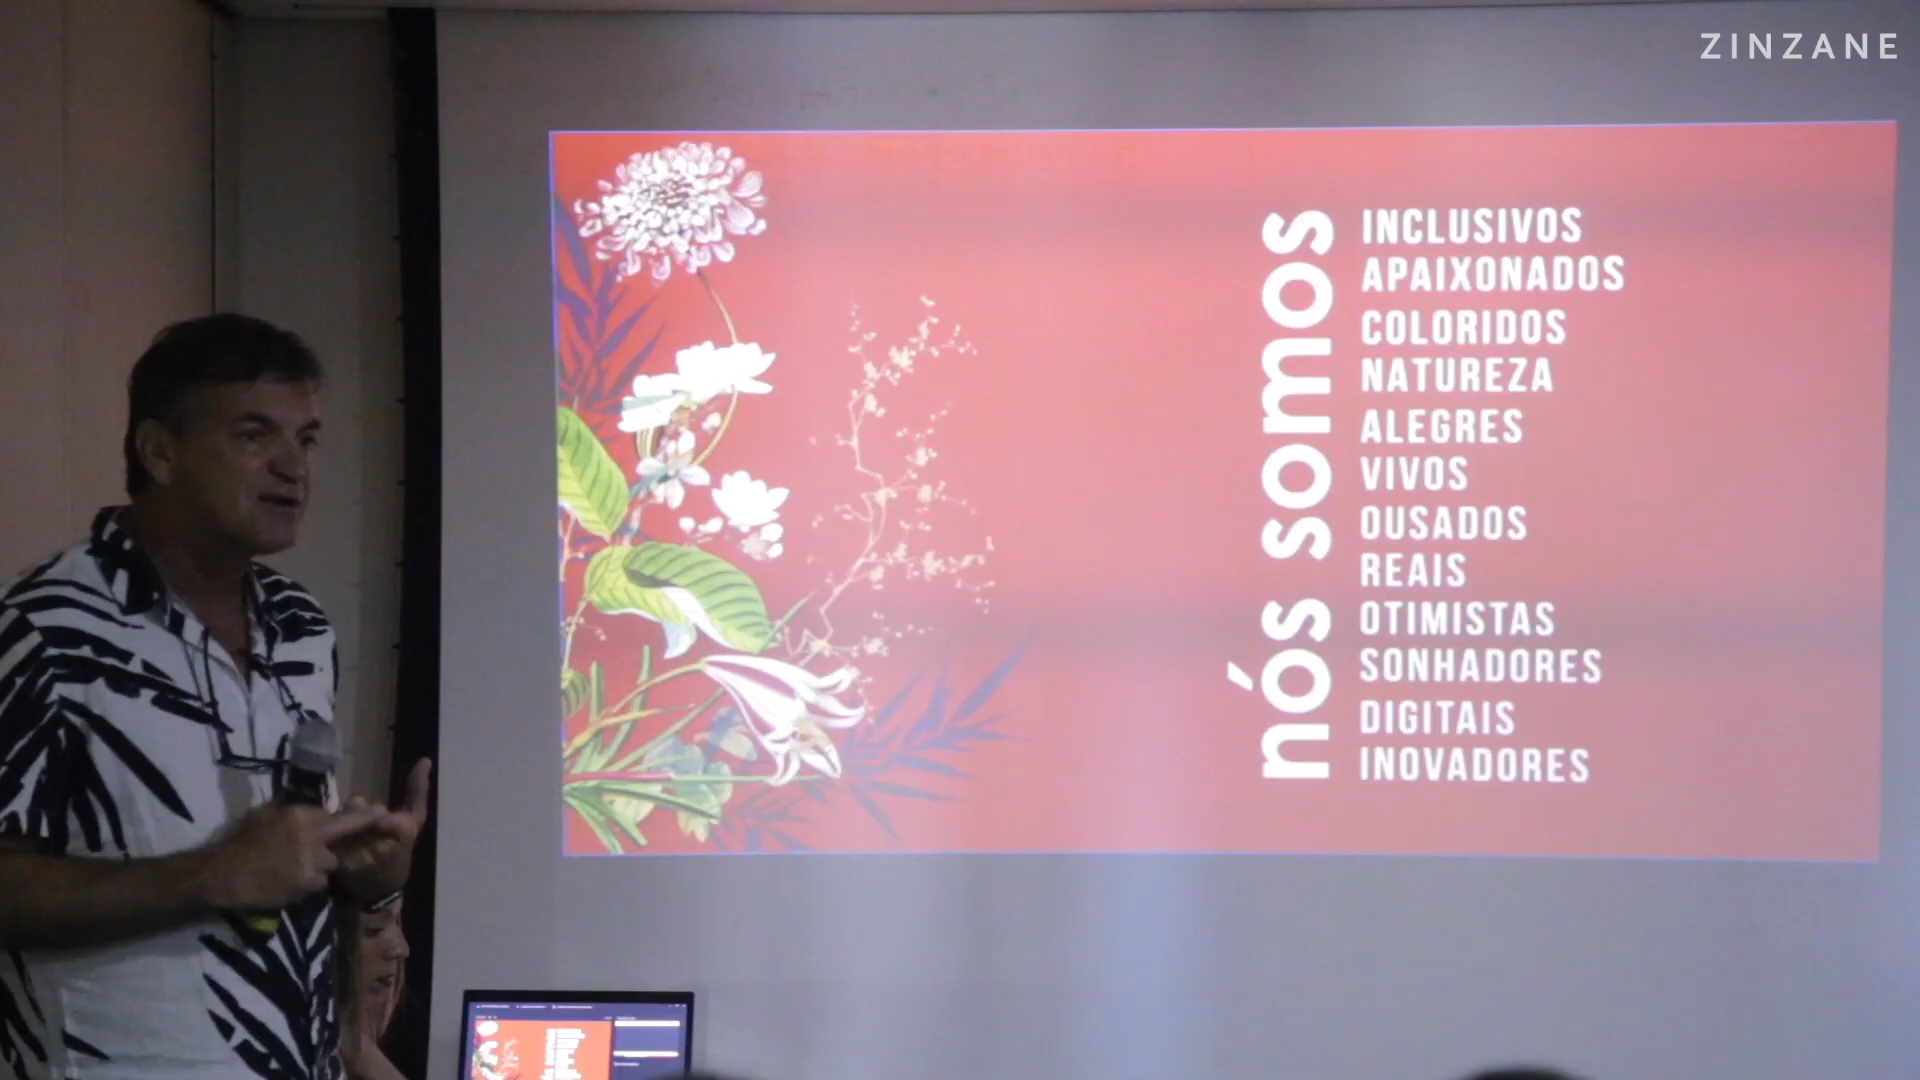 ZINZANE
nós somos
INCLUSIVOS
APAIXONADOS
COLORIDOS
NATUREZA
ALEGRES
VIVOS
OUSADOS
REAIS
OTIMISTAS
SONHADORES
DIGITAIS
INOVADORES